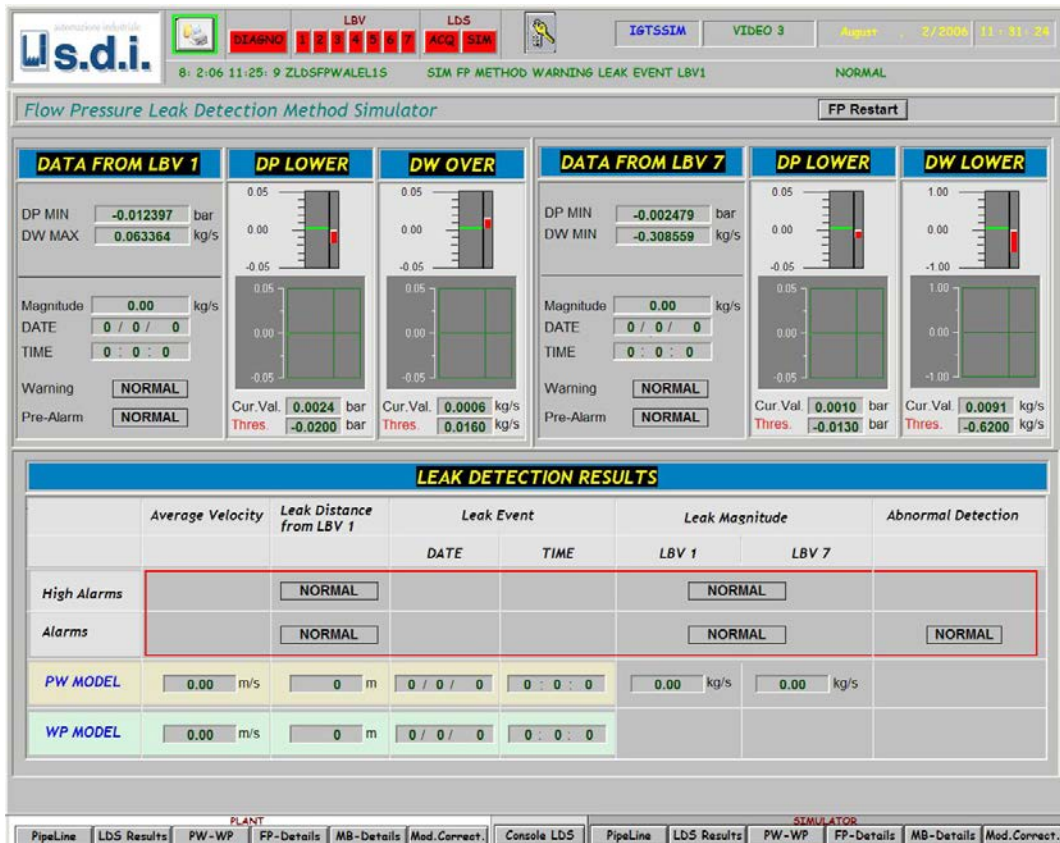 automazione industriale
s.d.i.
LBV LDS
DIAGNO 1 2 3 4 5 6 7 ACQ SIM
IGTSSIM VIDEO 3 August , 2/2006 11 : 31: 24
8: 2:06 11:25: 9 ZLDSFPWALEL1S SIM FP METHOD WARNING LEAK EVENT LBV1 NORMAL
Flow Pressure Leak Detection Method Simulator FP Restart
DATA FROM LBV 1 DP LOWER DW OVER DATA FROM LBV 7 DP LOWER DW LOWER
0.05 0.05 0.05 1.00
DP MIN -0.012397 bar DP MIN -0.002479 bar
0.00 0.00 0.00 0.00
DW MAX 0.063364 kg/s DW MIN -0.308559 kg/s
-0.05 -0.05 -0.05 -1.00
0.05 0.05 0.05 1.00
Magnitude 0.00 kg/s Magnitude 0.00 kg/s
DATE 0 / 0 / 0 DATE 0 / 0 / 0
0.00 0.00 0.00 0.00
TIME 0 : 0 : 0 TIME 0 : 0 : 0
-0.05 -0.05 -0.05 -1.00
Warning NORMAL Warning NORMAL
Cur.Val. 0.0024 bar Cur.Val. 0.0006 kg/s Cur.Val. 0.0010 bar Cur.Val. 0.0091 kg/s
Pre-Alarm NORMAL Pre-Alarm NORMAL
Thres. -0.0200 bar Thres. 0.0160 kg/s Thres. -0.0130 bar Thres. -0.6200 kg/s
LEAK DETECTION RESULTS
Average Velocity Leak Distance from LBV 1 Leak Event Leak Magnitude Abnormal Detection
DATE TIME LBV 1 LBV 7
High Alarms NORMAL NORMAL
Alarms NORMAL NORMAL NORMAL
PW MODEL 0.00 m/s 0 m 0 / 0 / 0 0 : 0 : 0 0.00 kg/s 0.00 kg/s
WP MODEL 0.00 m/s 0 m 0 / 0 / 0 0 : 0 : 0
PLANT SIMULATOR
PipeLine LDS Results PW-WP FP-Details MB-Details Mod.Correct. Console LDS PipeLine LDS Results PW-WP FP-Details MB-Details Mod.Correct.